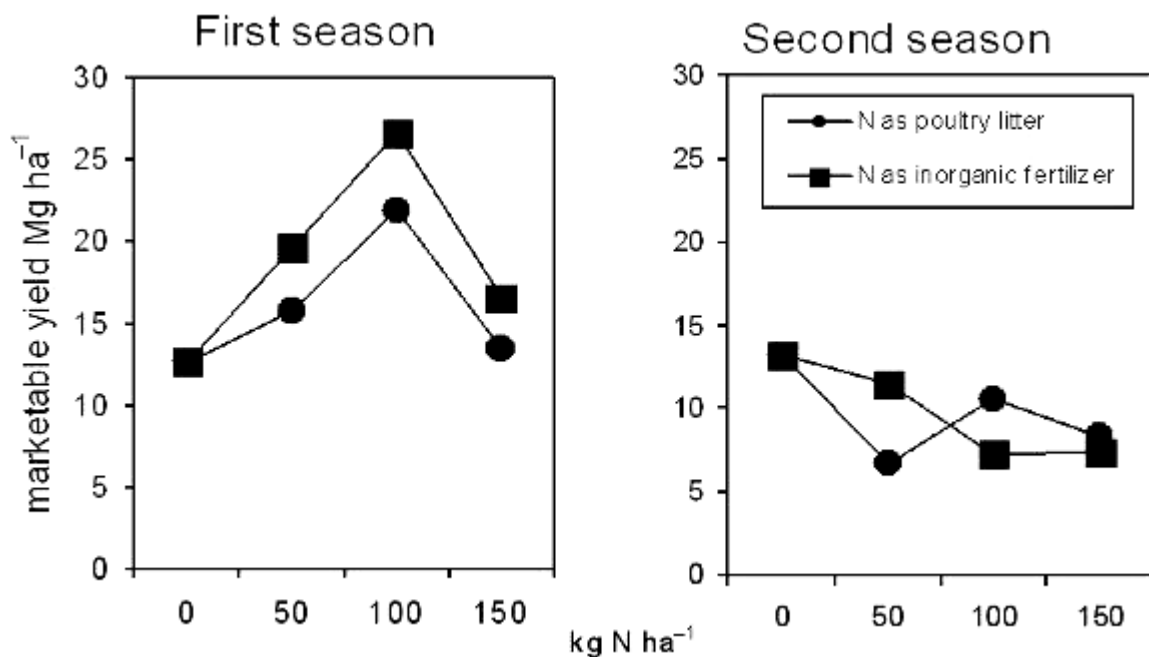 First season
Second season
marketable yield Mg ha⁻¹
30
25
20
15
10
5
0
0 50 100 150
30
25
20
15
10
5
0
0 50 100 150
N as poultry litter
N as inorganic fertilizer
kg N ha⁻¹